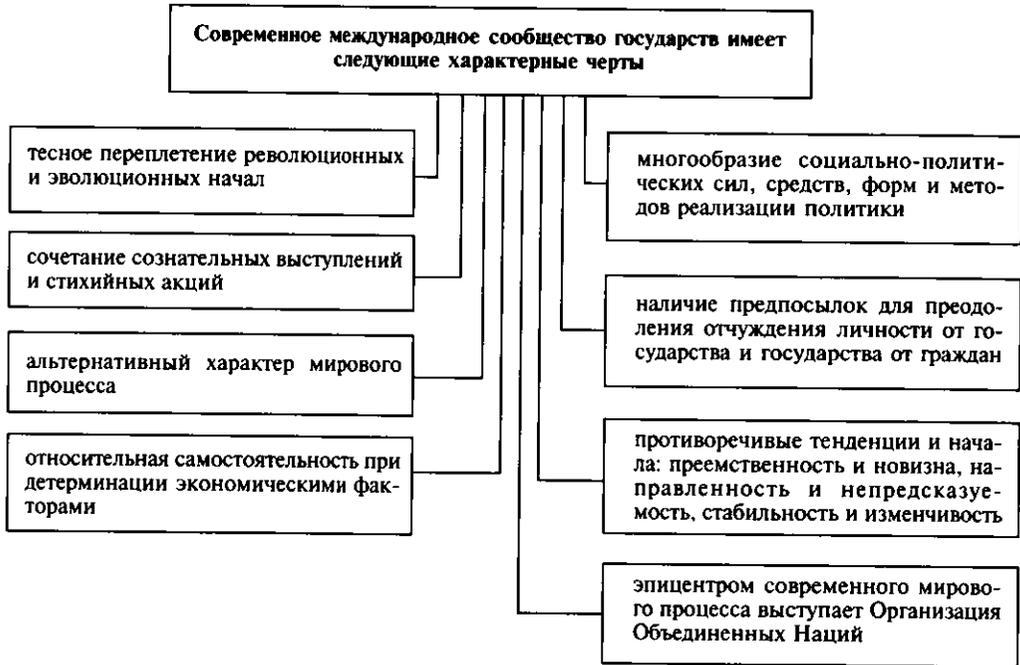 Современное международное сообщество государств имеет
следующие характерные черты
тесное переплетение революционных
и эволюционных начал
сочетание сознательных выступлений
и стихийных акций
альтернативный характер мирового
процесса
относительная самостоятельность при
детерминации экономическими фак-
торами
многообразие социально-полити-
ческих сил, средств, форм и мето-
дов реализации политики
наличие предпосылок для преодо-
ления отчуждения личности от го-
сударства и государства от граждан
противоречивые тенденции и нача-
ла: преемственность и новизна, на-
правленность и непредсказуе-
мость, стабильность и изменчивость
эпицентром современного мирово-
го процесса выступает Организация
Объединенных Наций